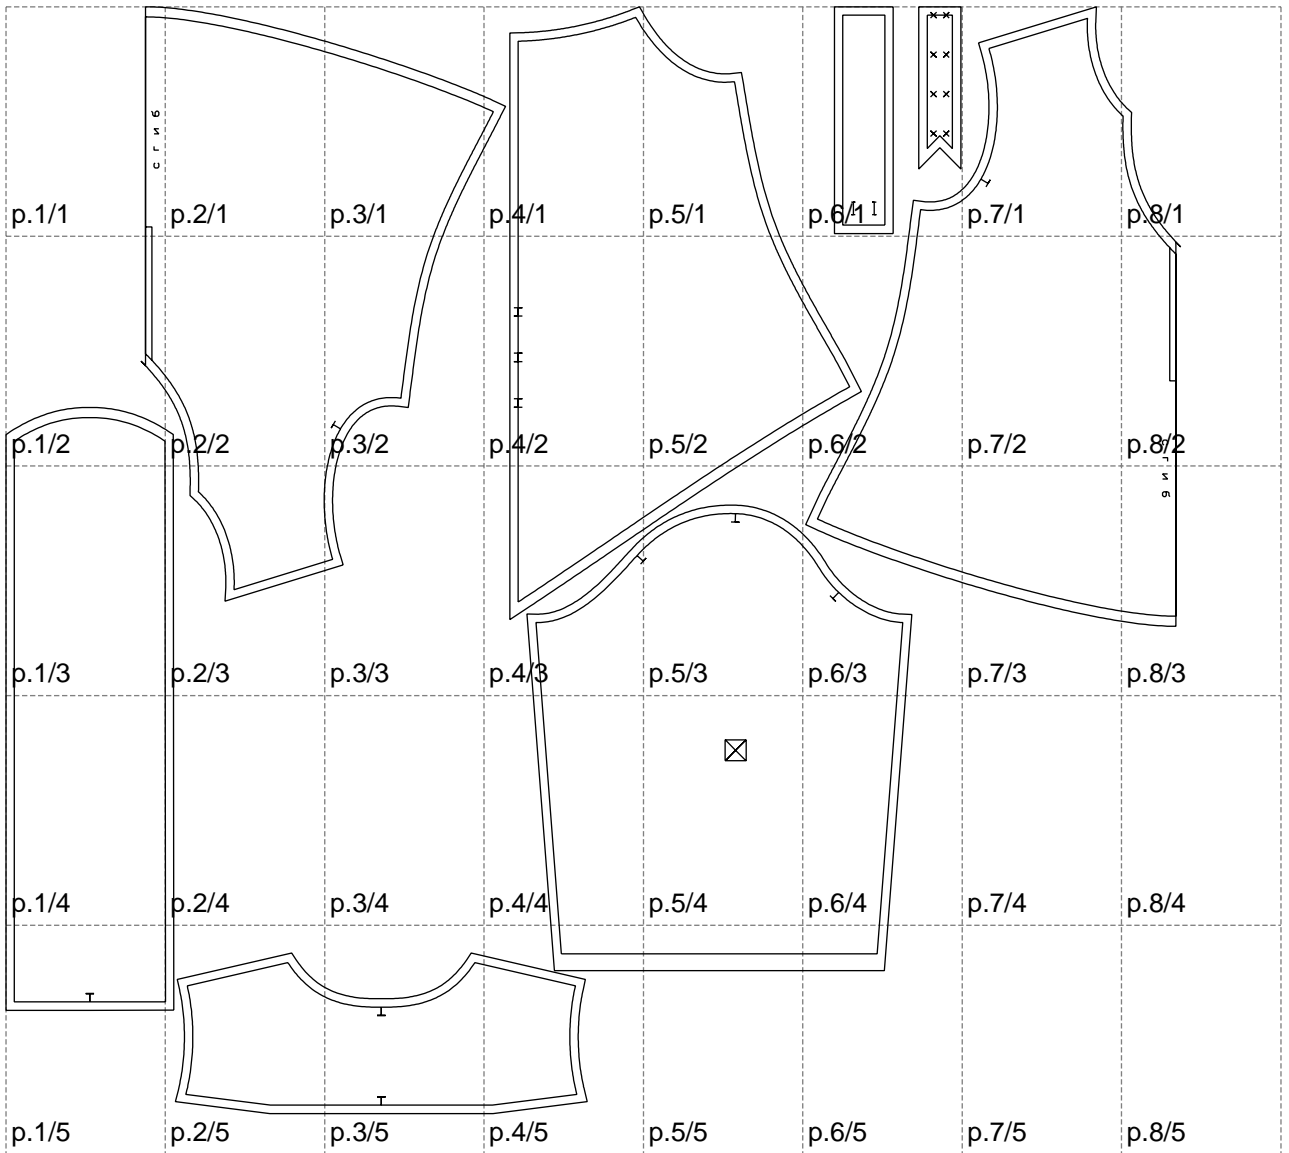 сгиб
p.1/1 p.2/1 p.3/1 p.4/1 p.5/1 p.6/1 p.7/1 p.8/1
p.1/2 p.2/2 p.3/2 p.4/2 p.5/2 p.6/2 p.7/2 p.8/2
сгиб
p.1/3 p.2/3 p.3/3 p.4/3 p.5/3 p.6/3 p.7/3 p.8/3
p.1/4 p.2/4 p.3/4 p.4/4 p.5/4 p.6/4 p.7/4 p.8/4
p.1/5 p.2/5 p.3/5 p.4/5 p.5/5 p.6/5 p.7/5 p.8/5